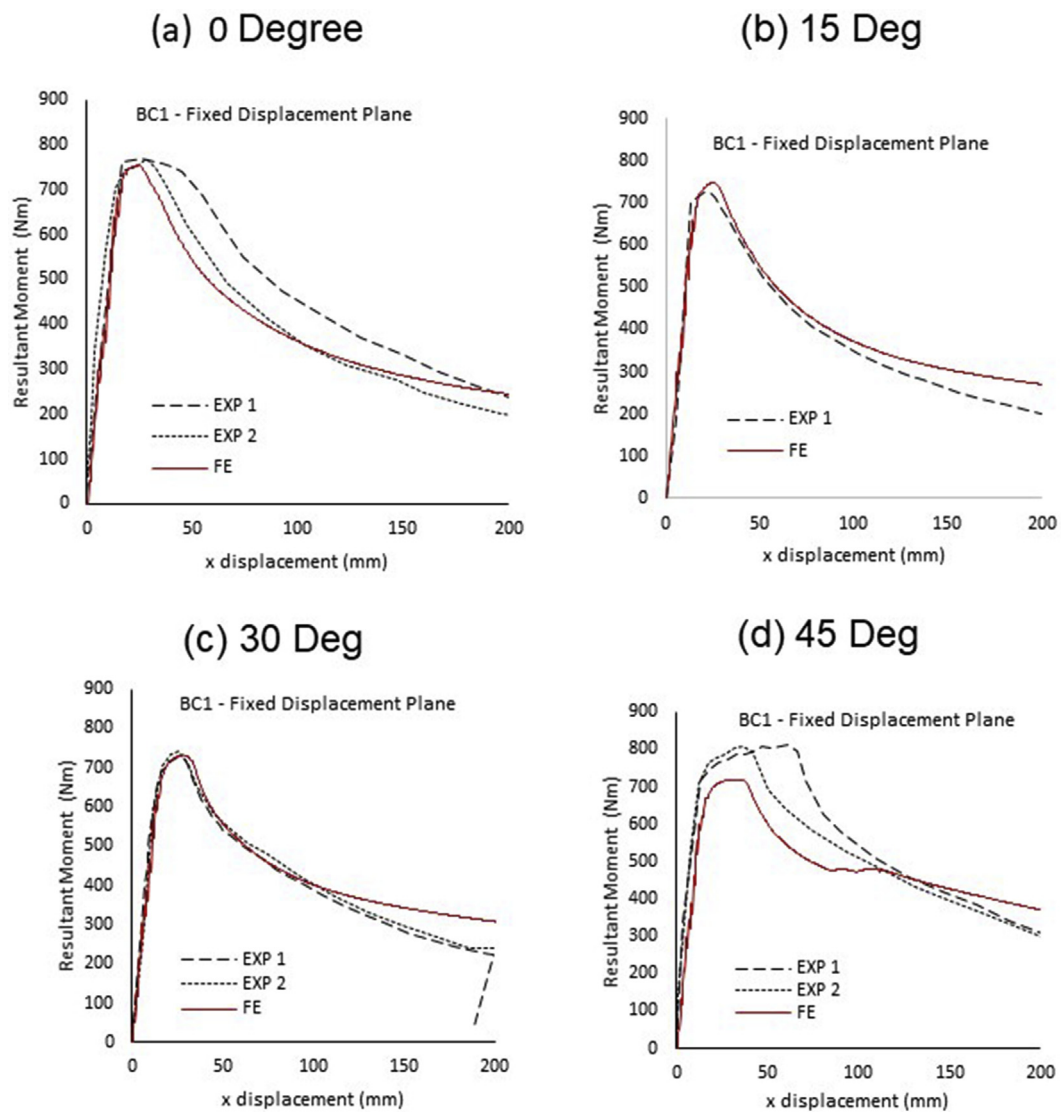 (a) 0 Degree
BC1 - Fixed Displacement Plane
Resultant Moment (Nm)
900
800
700
600
500
400
300
200
100
0
EXP 1
EXP 2
FE
0 50 100 150 200
x displacement (mm)
(b) 15 Deg
BC1 - Fixed Displacement Plane
Resultant Moment (Nm)
900
800
700
600
500
400
300
200
100
0
EXP 1
FE
0 50 100 150 200
x displacement (mm)
(c) 30 Deg
BC1 - Fixed Displacement Plane
Resultant Moment (Nm)
900
800
700
600
500
400
300
200
100
0
EXP 1
EXP 2
FE
0 50 100 150 200
x displacement (mm)
(d) 45 Deg
BC1 - Fixed Displacement Plane
Resultant Moment (Nm)
900
800
700
600
500
400
300
200
100
0
EXP 1
EXP 2
FE
0 50 100 150 200
x displacement (mm)